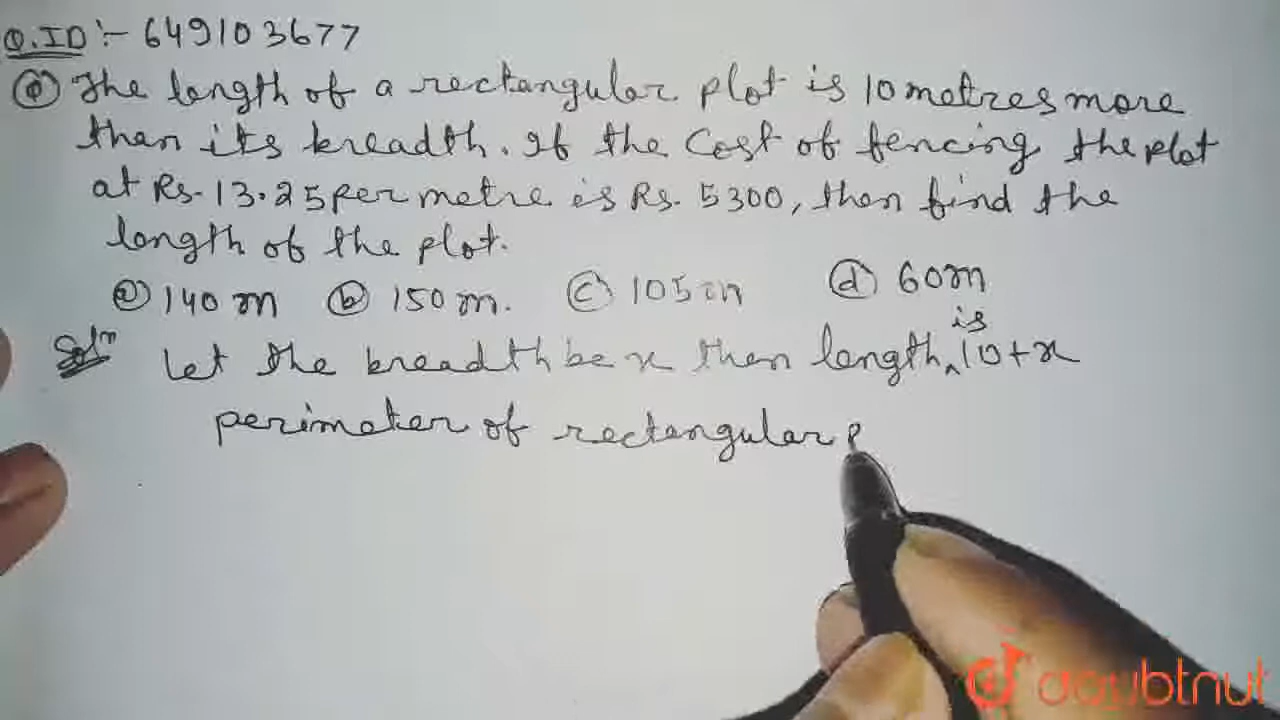 Q.ID :- 649103677
Q The length of a rectangular plot is 10 metres more
than its breadth. If the cost of fencing the plot
at Rs. 13.25 per metre is Rs. 5300, then find the
length of the plot.
a 140 m b 150 m. c 105 m d 60m
Solⁿ Let the breadth be x then length is 10+x
perimeter of rectangular P
doubtnut